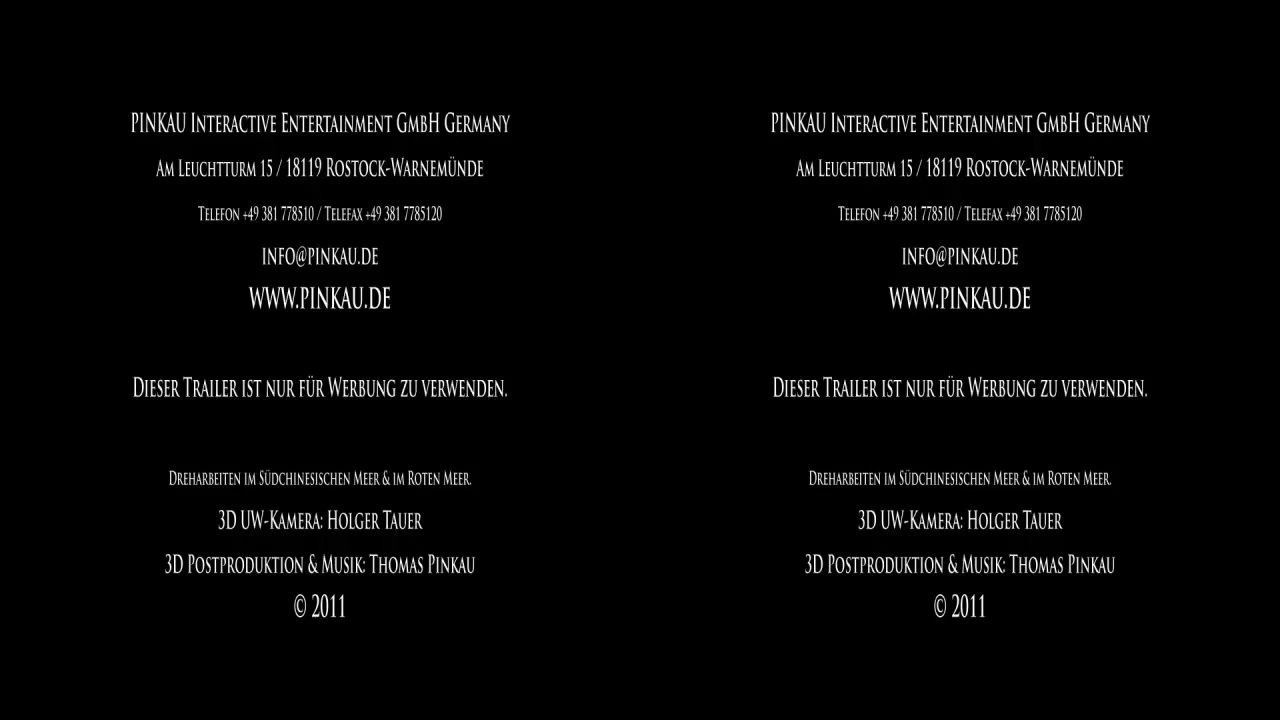 PINKAU Interactive Entertainment GmbH Germany
Am Leuchtturm 15 / 18119 Rostock-Warnemünde
Telefon +49 381 778510 / Telefax +49 381 7785120
info@pinkau.de
www.pinkau.de
Dieser Trailer ist nur für Werbung zu verwenden.
Dreharbeiten im Südchinesischen Meer & im Roten Meer.
3D UW-Kamera: Holger Tauer
3D Postproduktion & Musik: Thomas Pinkau
© 2011
PINKAU Interactive Entertainment GmbH Germany
Am Leuchtturm 15 / 18119 Rostock-Warnemünde
Telefon +49 381 778510 / Telefax +49 381 7785120
info@pinkau.de
www.pinkau.de
Dieser Trailer ist nur für Werbung zu verwenden.
Dreharbeiten im Südchinesischen Meer & im Roten Meer.
3D UW-Kamera: Holger Tauer
3D Postproduktion & Musik: Thomas Pinkau
© 2011